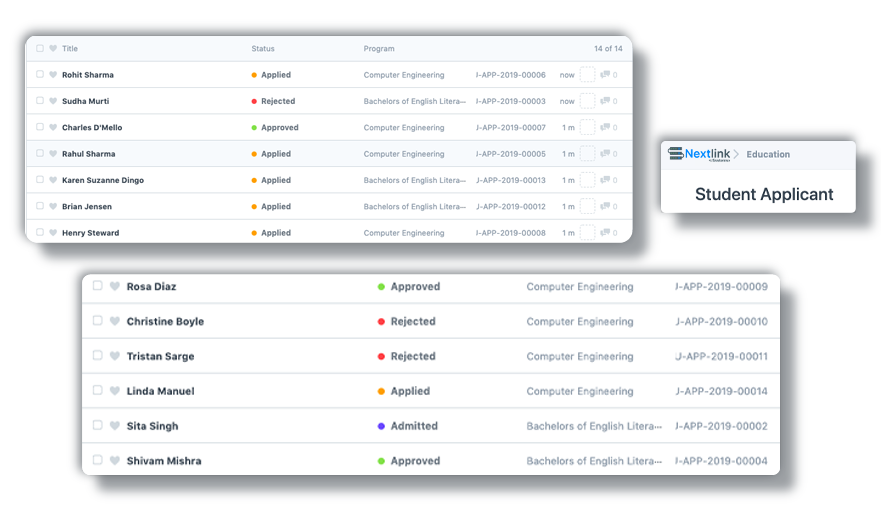 Title Status Program 14 of 14
Rohit Sharma Applied Computer Engineering J-APP-2019-00006 now 0
Sudha Murti Rejected Bachelors of English Litera··· J-APP-2019-00003 now 0
Charles D'Mello Approved Computer Engineering J-APP-2019-00007 1 m 0
Rahul Sharma Applied Computer Engineering J-APP-2019-00005 1 m 0
Karen Suzanne Dingo Applied Bachelors of English Litera··· J-APP-2019-00013 1 m 0
Brian Jensen Applied Bachelors of English Litera··· J-APP-2019-00012 1 m 0
Henry Steward Applied Computer Engineering J-APP-2019-00008 1 m 0
Nextlink Education
Student Applicant
Rosa Diaz Approved Computer Engineering J-APP-2019-00009
Christine Boyle Rejected Computer Engineering J-APP-2019-00010
Tristan Sarge Rejected Computer Engineering J-APP-2019-00011
Linda Manuel Applied Computer Engineering J-APP-2019-00014
Sita Singh Admitted Bachelors of English Litera··· J-APP-2019-00002
Shivam Mishra Approved Bachelors of English Litera··· J-APP-2019-00004